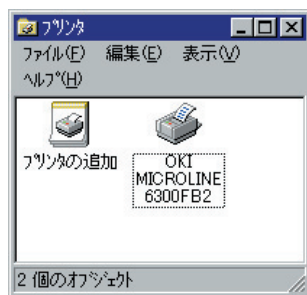 プリンタ
ファイル(F) 編集(E) 表示(V)
ヘルプ(H)
プリンタの追加
OKI
MICROLINE
6300FB2
2 個のオブジェクト